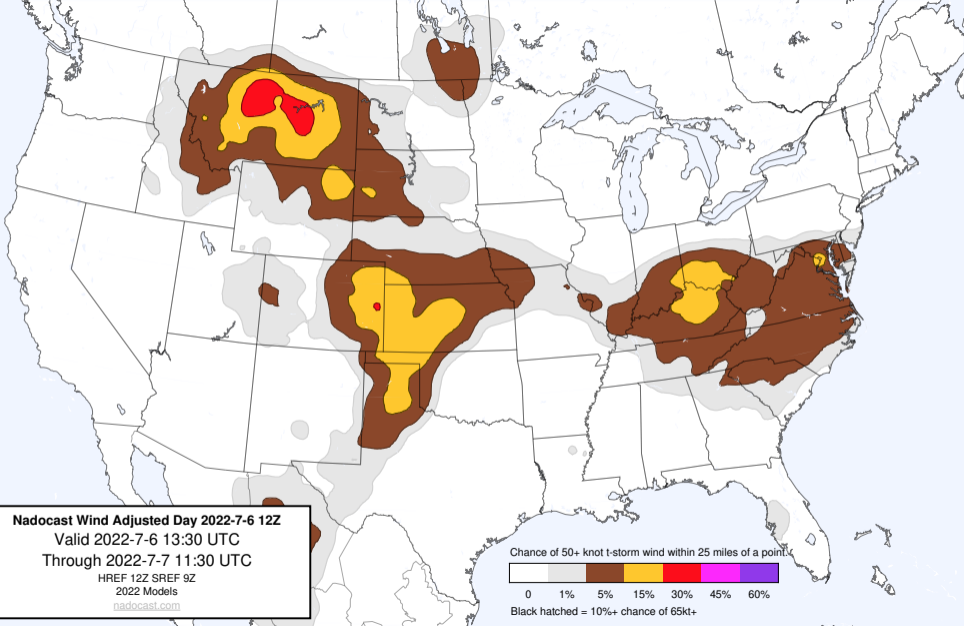 Nadocast Wind Adjusted Day 2022-7-6 12Z
Valid 2022-7-6 13:30 UTC
Through 2022-7-7 11:30 UTC
HREF 12Z SREF 9Z
2022 Models
nadocast.com
Chance of 50+ knot t-storm wind within 25 miles of a point.
0 1% 5% 15% 30% 45% 60%
Black hatched = 10%+ chance of 65kt+